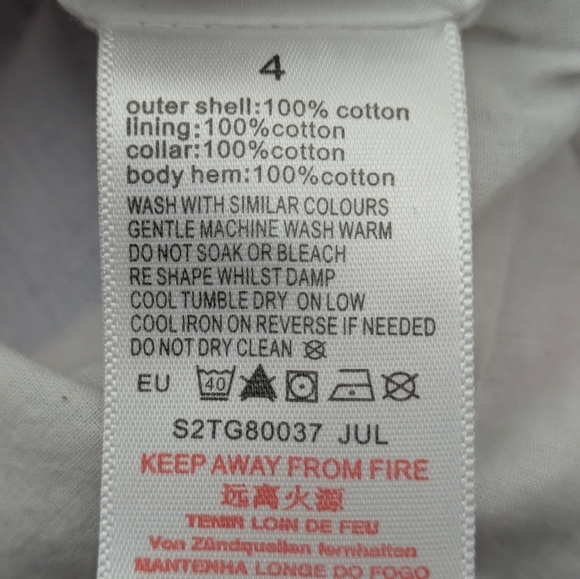 4
outer shell:100% cotton
lining:100%cotton
collar:100%cotton
body hem:100%cotton
WASH WITH SIMILAR COLOURS
GENTLE MACHINE WASH WARM
DO NOT SOAK OR BLEACH
RE SHAPE WHILST DAMP
COOL TUMBLE DRY ON LOW
COOL IRON ON REVERSE IF NEEDED
DO NOT DRY CLEAN
EU 40
S2TG80037 JUL
KEEP AWAY FROM FIRE
远离火源
TENIR LOIN DE FEU
Von Zündquellen fernhalten
MANTENHA LONGE DO FOGO